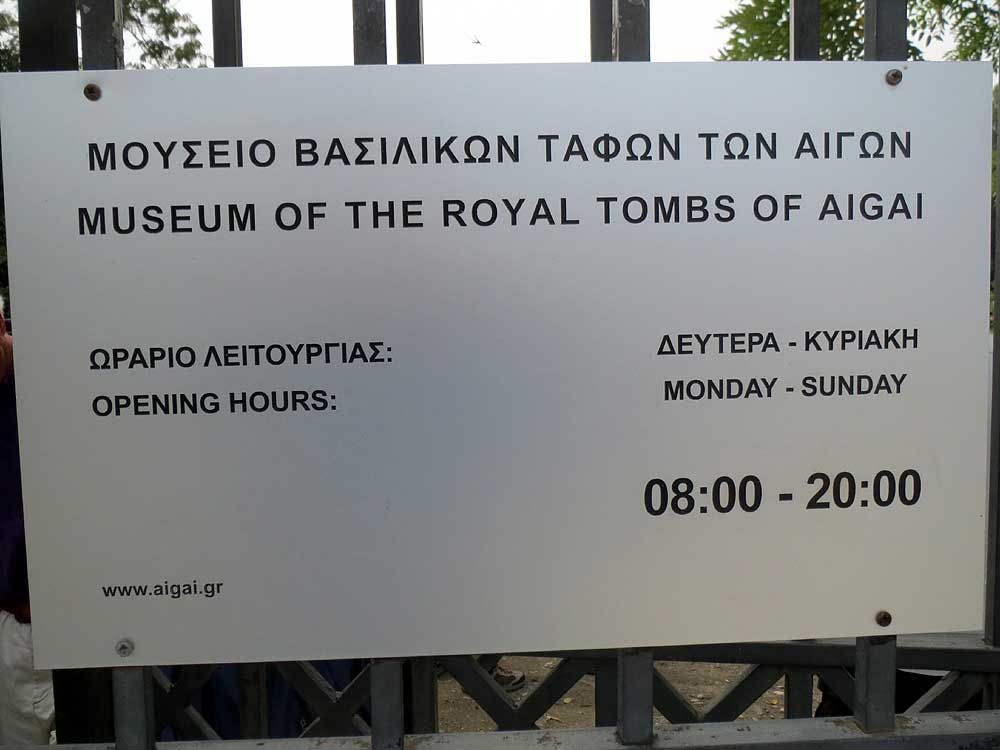 ΜΟΥΣΕΙΟ ΒΑΣΙΛΙΚΩΝ ΤΑΦΩΝ ΤΩΝ ΑΙΓΩΝ
MUSEUM OF THE ROYAL TOMBS OF AIGAI
ΩΡΑΡΙΟ ΛΕΙΤΟΥΡΓΙΑΣ:
ΔΕΥΤΕΡΑ - ΚΥΡΙΑΚΗ
OPENING HOURS:
MONDAY - SUNDAY
08:00 - 20:00
www.aigai.gr